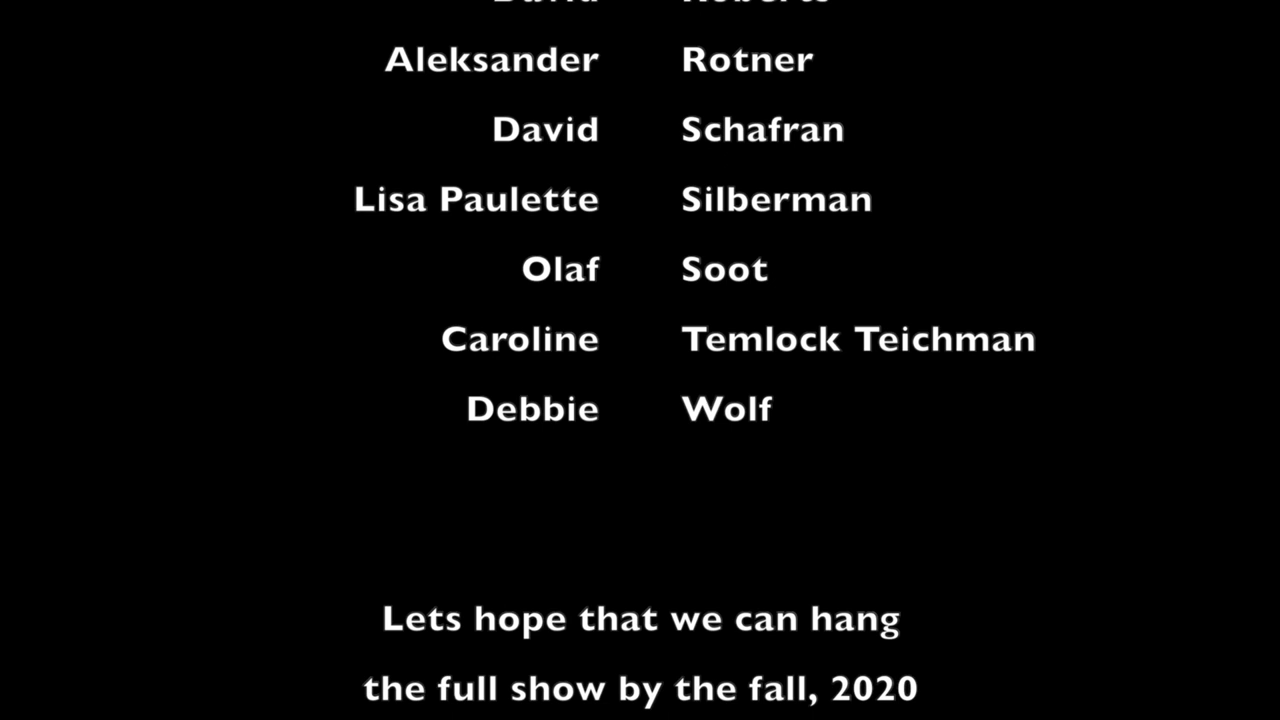 Aleksander Rotner
David Schafran
Lisa Paulette Silberman
Olaf Soot
Caroline Temlock Teichman
Debbie Wolf
Lets hope that we can hang
the full show by the fall, 2020